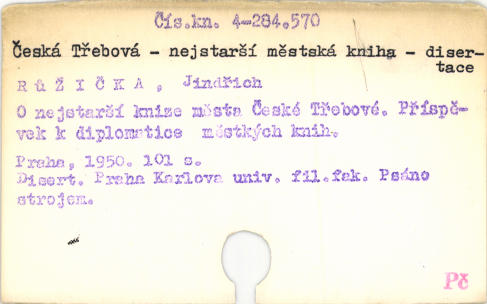 Čís.kn. 4-284.570
Česká Třebová - nejstarší městská kniha - diser-
tace
RŮŽIČKA, Jindřich
O nejstarší knize města České Třebové. Příspě-
vek k diplomatice městkých knih.
Praha, 1950. 101 s.
Disert. Praha Karlova univ. fil.fak. Psáno
strojem.
Pč